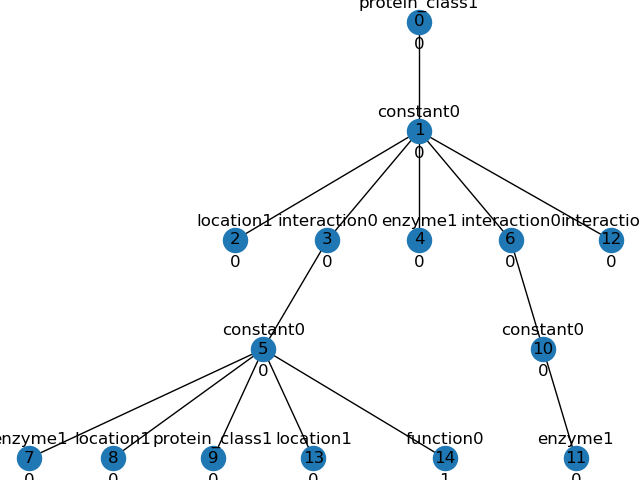 protein_class1
0
0
constant0
1
0
location1 interaction0 enzyme1 interaction0 interactio
2 3 4 6 12
0 0 0 0 0
constant0 constant0
5 10
0 0
enzyme1 location1 protein_class1 location1 function0 enzyme1
7 8 9 13 14 11
0 0 0 0 1 0